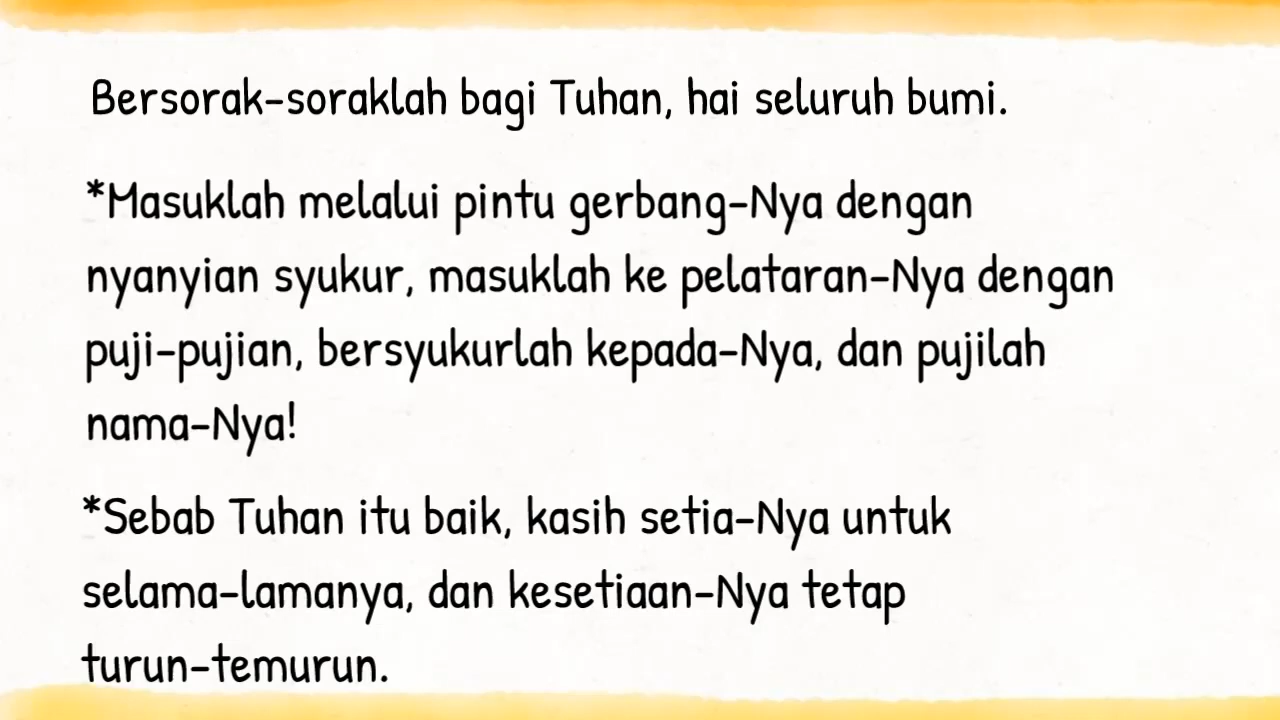 Bersorak-soraklah bagi Tuhan, hai seluruh bumi.
*Masuklah melalui pintu gerbang-Nya dengan
nyanyian syukur, masuklah ke pelataran-Nya dengan
puji-pujian, bersyukurlah kepada-Nya, dan pujilah
nama-Nya!
*Sebab Tuhan itu baik, kasih setia-Nya untuk
selama-lamanya, dan kesetiaan-Nya tetap
turun-temurun.